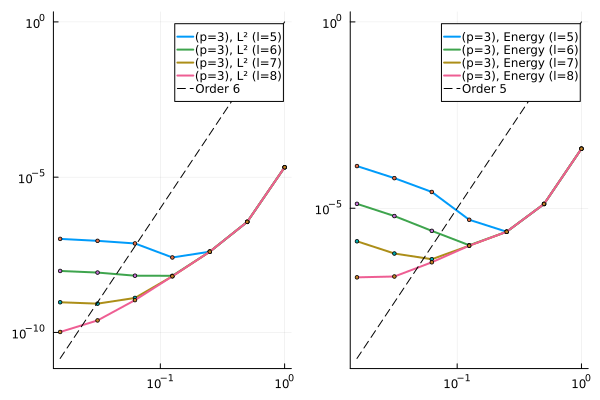 10⁰
10⁻⁵
10⁻¹⁰
10⁻¹
10⁰
(p=3), L² (l=5)
(p=3), L² (l=6)
(p=3), L² (l=7)
(p=3), L² (l=8)
Order 6
10⁰
10⁻⁵
10⁻¹
10⁰
(p=3), Energy (l=5)
(p=3), Energy (l=6)
(p=3), Energy (l=7)
(p=3), Energy (l=8)
Order 5